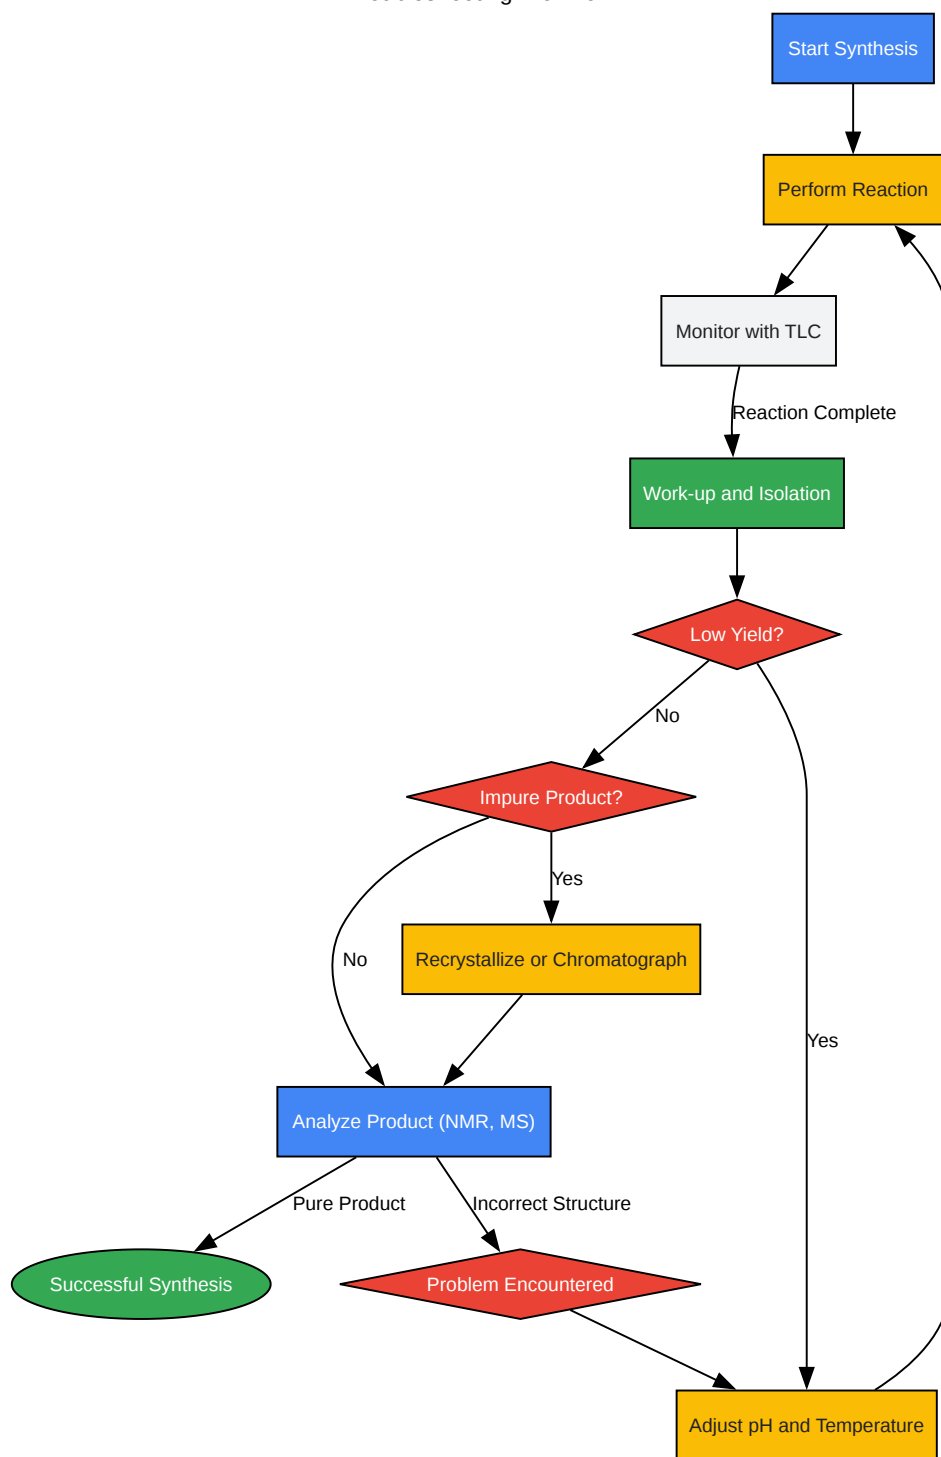 Start Synthesis
Perform Reaction
Monitor with TLC
Reaction Complete
Work-up and Isolation
Low Yield?
No
Impure Product?
Yes
No
Recrystallize or Chromatograph
Yes
Analyze Product (NMR, MS)
Pure Product
Incorrect Structure
Successful Synthesis
Problem Encountered
Adjust pH and Temperature